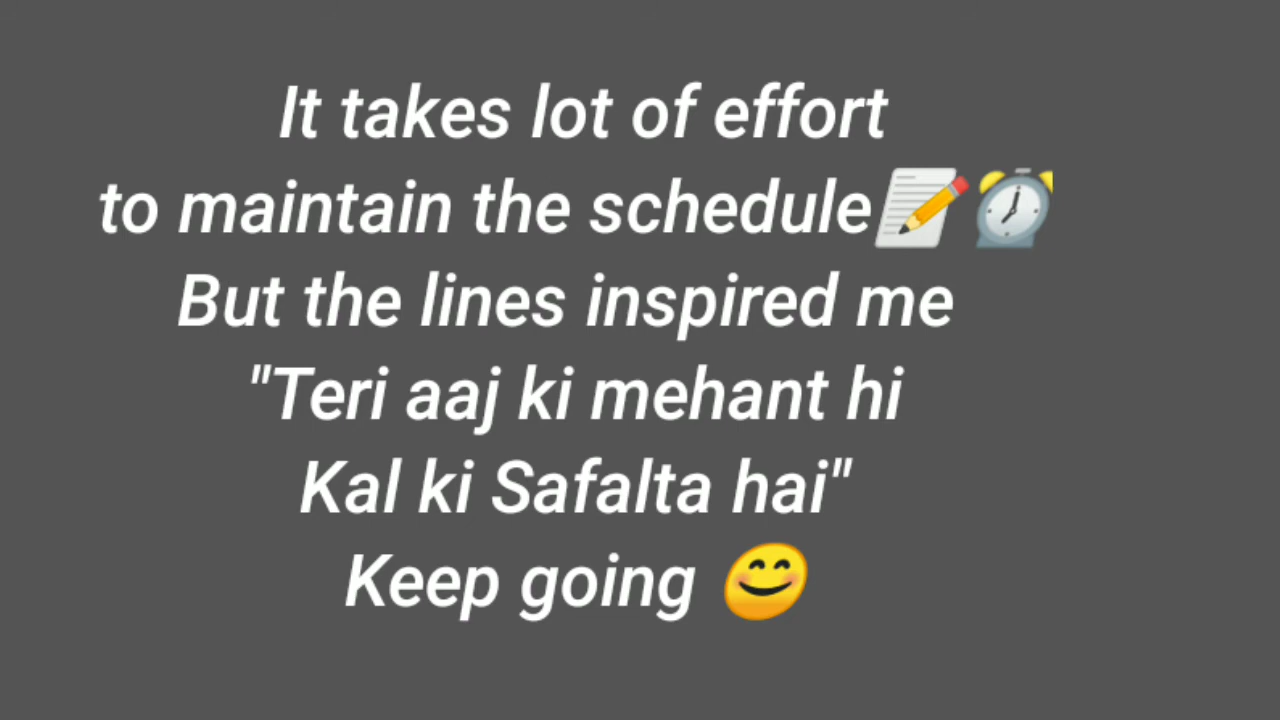 It takes lot of effort
to maintain the schedule📝⏰
But the lines inspired me
"Teri aaj ki mehant hi
Kal ki Safalta hai"
Keep going 😊